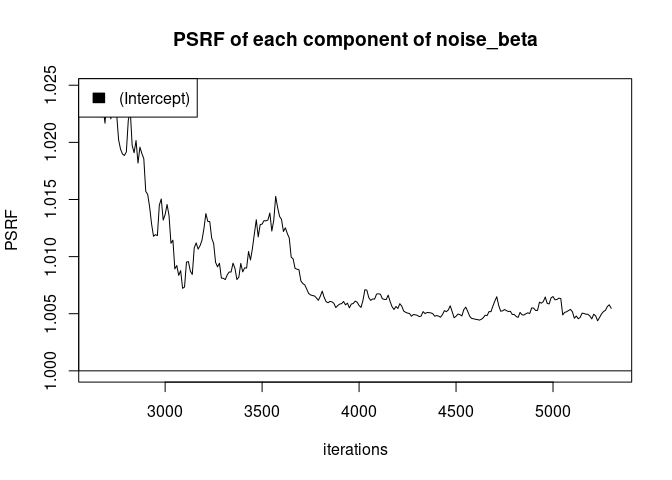 PSRF of each component of noise_beta
(Intercept)
PSRF
1.025
1.020
1.015
1.010
1.005
1.000
3000 3500 4000 4500 5000
iterations